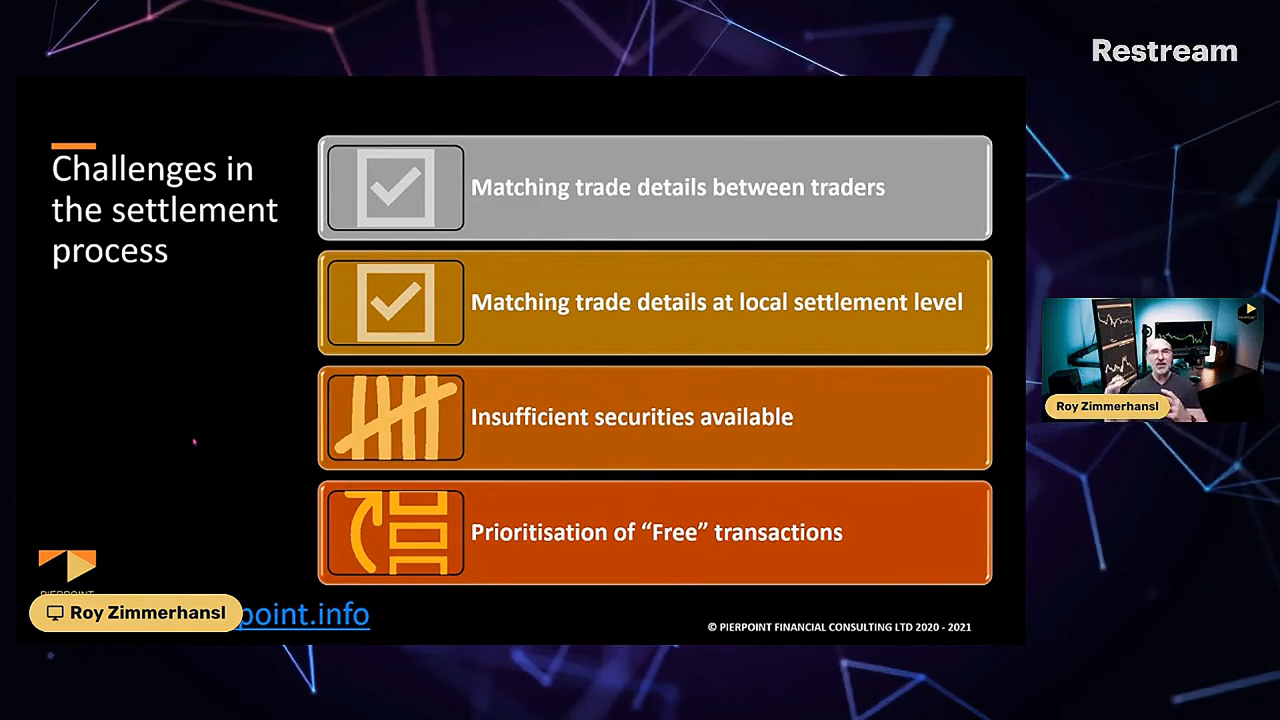 Restream
Challenges in
the settlement
process
Matching trade details between traders
Matching trade details at local settlement level
Insufficient securities available
Prioritisation of “Free” transactions
Roy Zimmerhansl
PIERPOINT
Roy Zimmerhansl
point.info
© PIERPOINT FINANCIAL CONSULTING LTD 2020 - 2021